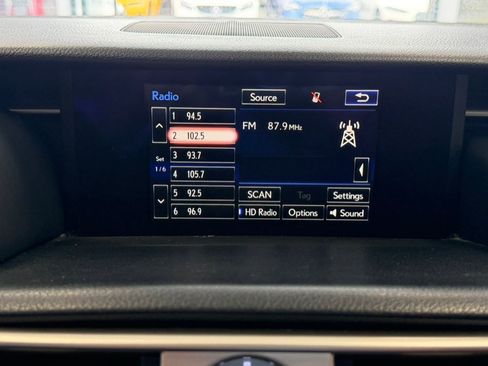 Radio Source
1 94.5
2 102.5 FM 87.9 MHz
3 93.7
Set
1/6
4 105.7
5 92.5 SCAN Tag Settings
6 96.9 HD Radio Options Sound